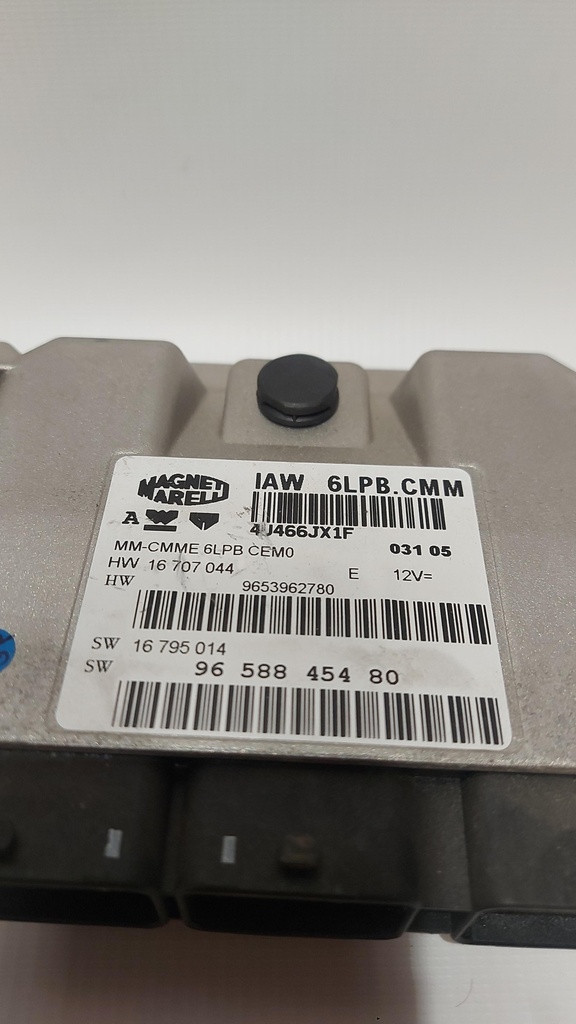 MAGNETI MARELLI
IAW 6LPB.CMM
4J466JX1F
A
MM-CMME 6LPB CEM0
031 05
HW 16 707 044
E 12V=
HW 9653962780
SW 16 795 014
SW 96 588 454 80